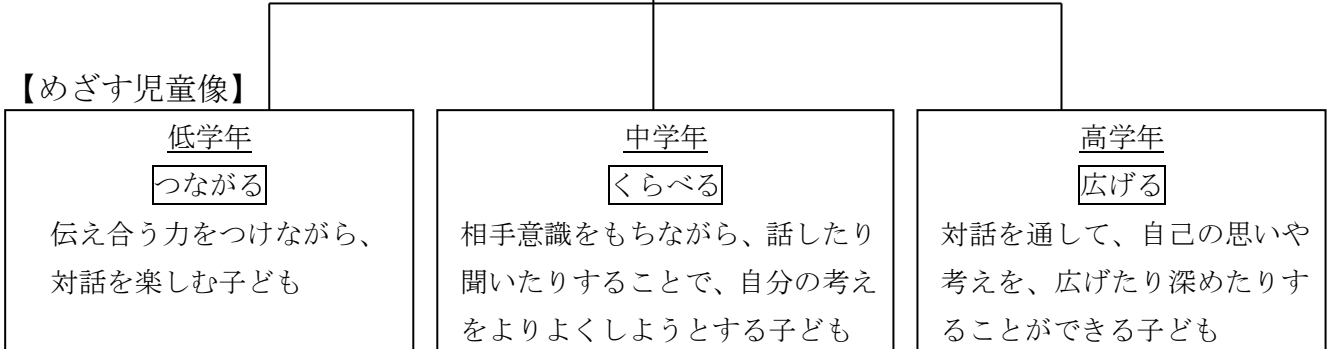 【めざす児童像】
低学年
つながる
伝え合う力をつけながら、
対話を楽しむ子ども
中学年
くらべる
相手意識をもちながら、話したり
聞いたりすることで、自分の考え
をよりよくしようとする子ども
高学年
広げる
対話を通して、自己の思いや
考えを、広げたり深めたりす
ることができる子ども